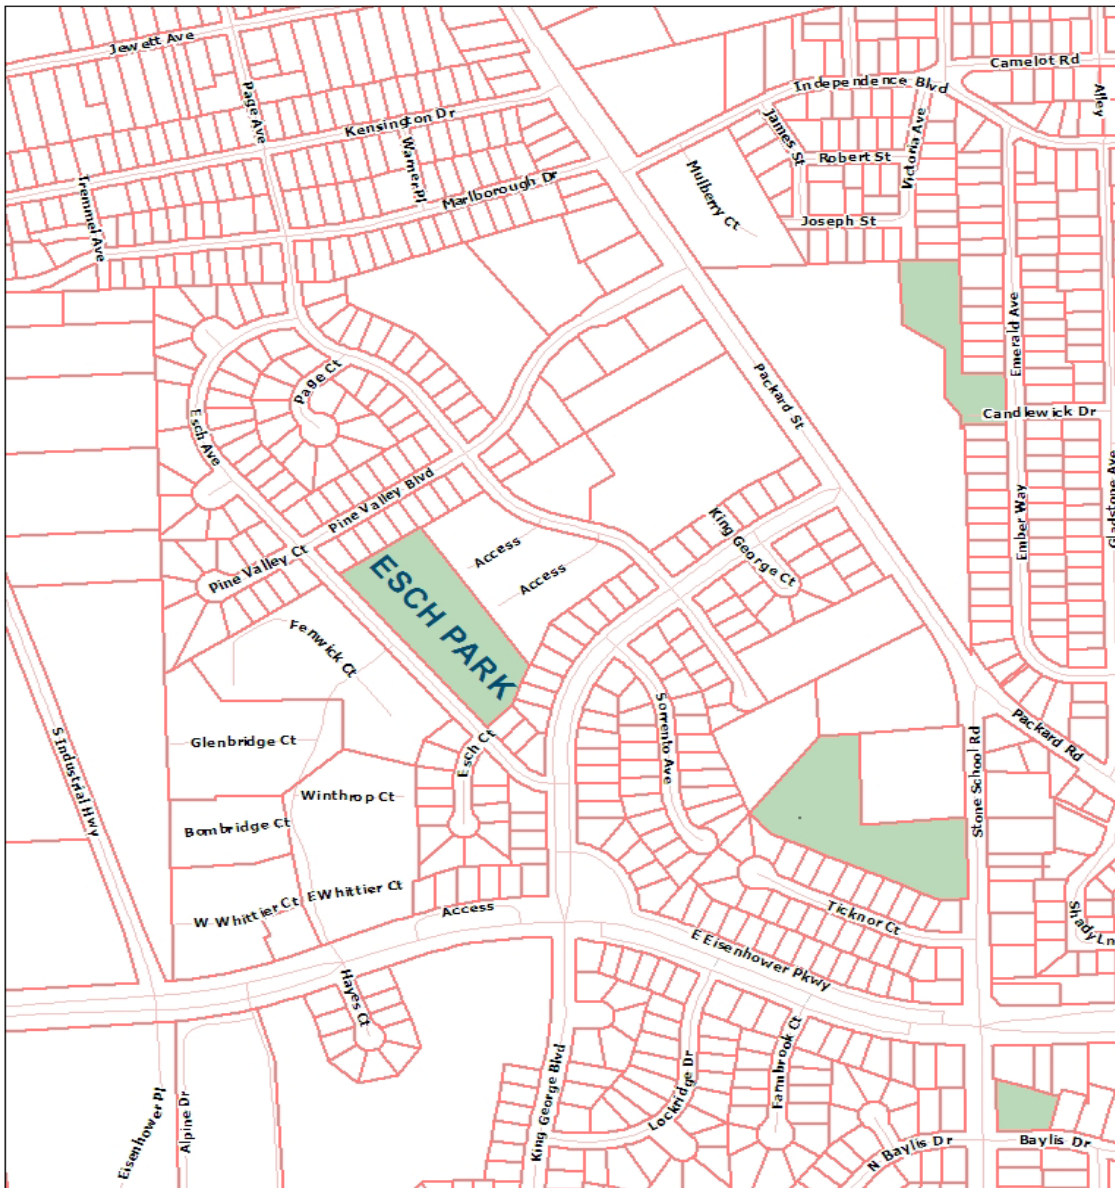 Jewett Ave
Camelot Rd
Page Ave
Independence Blvd
Alley
Kensington Dr
James St
Victoria Ave
Warner Pl
Robert St
Tremmel Ave
Marlborough Dr
Mulberry Ct
Joseph St
Emerald Ave
Page Ct
Packard St
Candlewick Dr
Esch Ave
Pine Valley Blvd
Gladstone Ave
Ember Way
King George Ct
Pine Valley Ct
Access
Access
ESCH PARK
Fenwick Ct
Sorrento Ave
Packard Rd
Glenbridge Ct
Esch Ct
S Industrial Hwy
Stone School Rd
Winthrop Ct
Bombridge Ct
E Whittier Ct
W Whittier Ct
Access
Ticknor Ct
Shady Ln
E Eisenhower Pkwy
Hayes Ct
King George Blvd
Lockridge Dr
Farmbrook Ct
Eisenhower Pl
Alpine Dr
N Baylis Dr
Baylis Dr